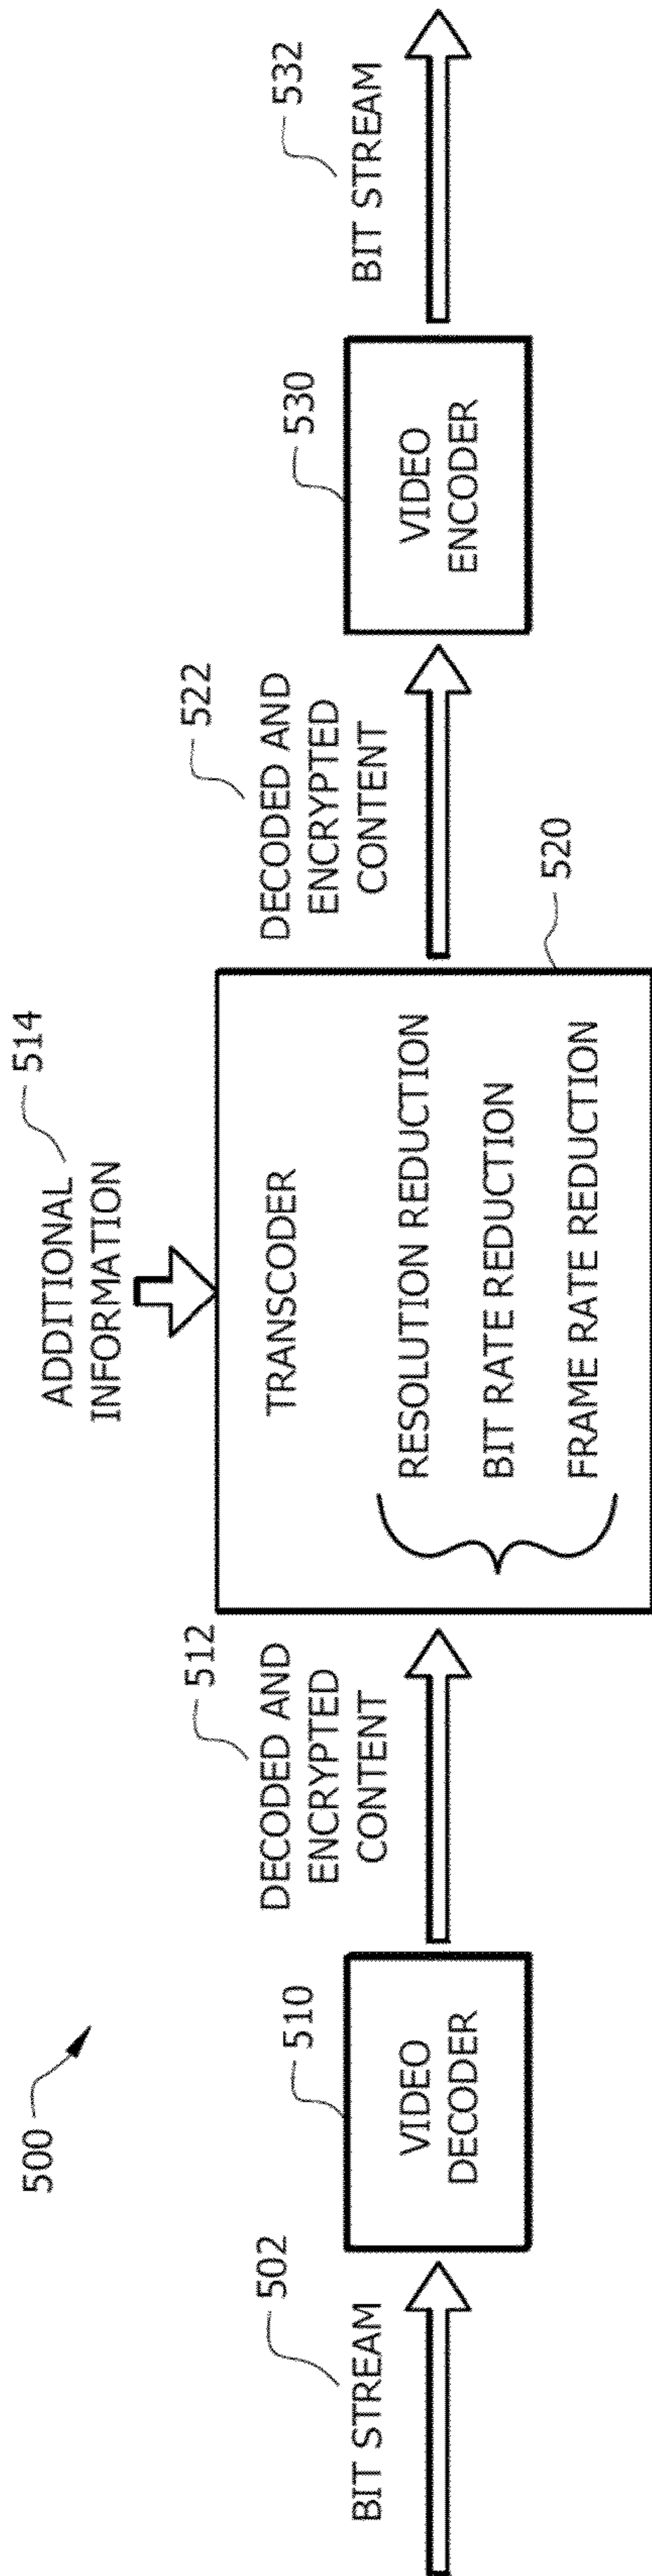 500
502
BIT STREAM
510
VIDEO
DECODER
512
DECODED AND
ENCRYPTED
CONTENT
514
ADDITIONAL
INFORMATION
TRANSCODER
RESOLUTION REDUCTION
BIT RATE REDUCTION
FRAME RATE REDUCTION
520
522
DECODED AND
ENCRYPTED
CONTENT
530
VIDEO
ENCODER
532
BIT STREAM